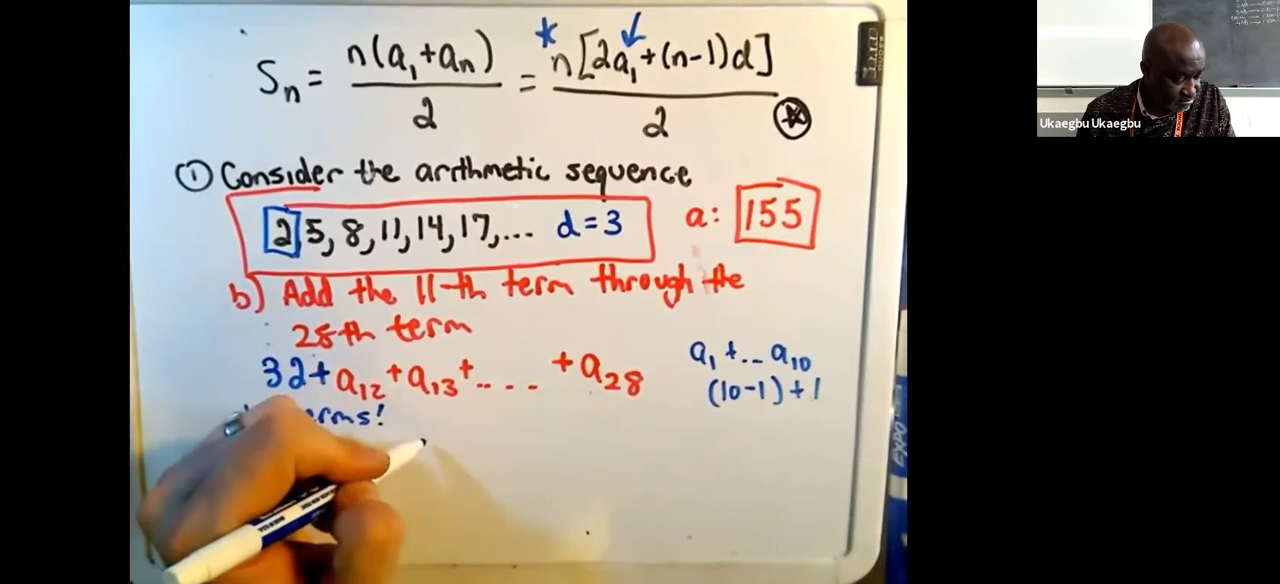 Sn = n(a1+an)/2 = *n[2a1+(n-1)d]/2
① Consider the arithmetic sequence
2, 5, 8, 11, 14, 17, ... d=3
a: 155
b) Add the 11-th term through the
28th term
32+a12+a13+....+a28
a1+...a10
(10-1)+1
EXPO
Ukaegbu Ukaegbu